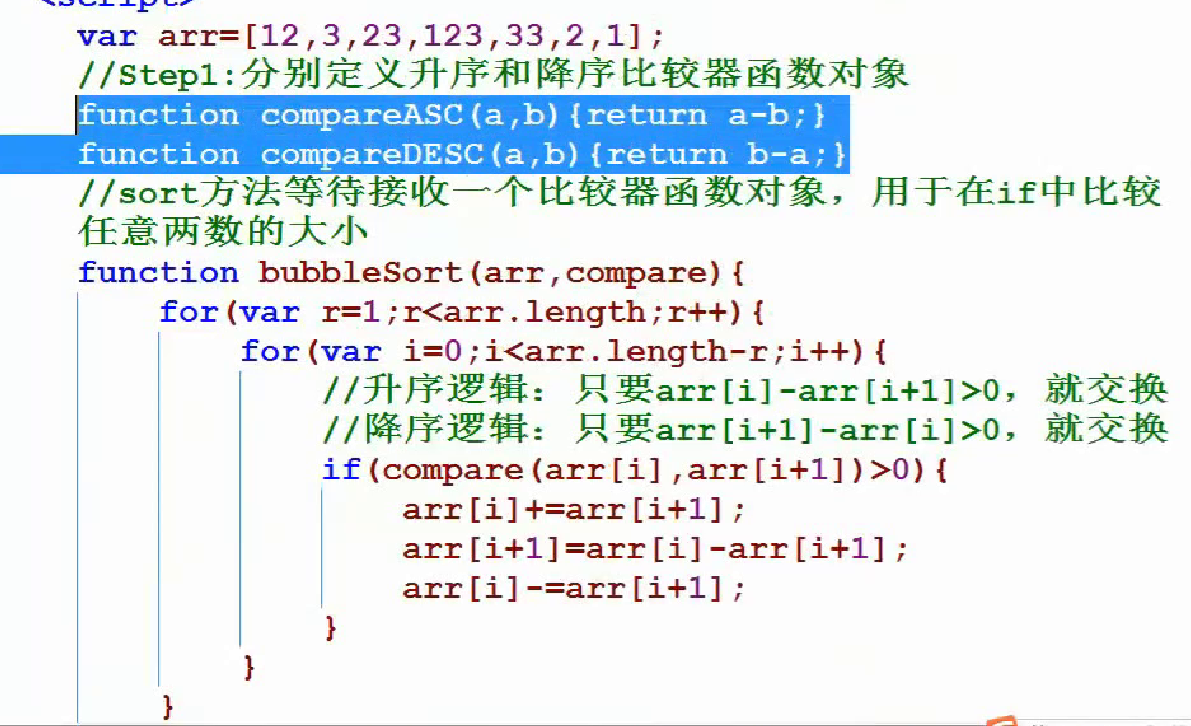 <script>
var arr=[12,3,23,123,33,2,1];
//Step1:分别定义升序和降序比较器函数对象
function compareASC(a,b){return a-b;}
function compareDESC(a,b){return b-a;}
//sort方法等待接收一个比较器函数对象，用于在if中比较
任意两数的大小
function bubbleSort(arr,compare){
for(var r=1;r<arr.length;r++){
for(var i=0;i<arr.length-r;i++){
//升序逻辑：只要arr[i]-arr[i+1]>0，就交换
//降序逻辑：只要arr[i+1]-arr[i]>0，就交换
if(compare(arr[i],arr[i+1])>0){
arr[i]+=arr[i+1];
arr[i+1]=arr[i]-arr[i+1];
arr[i]-=arr[i+1];
}
}
}